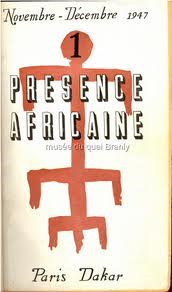 Novembre - Décembre 1947
1
PRESENCE
AFRICAINE
musée du quai Branly
Paris Dakar